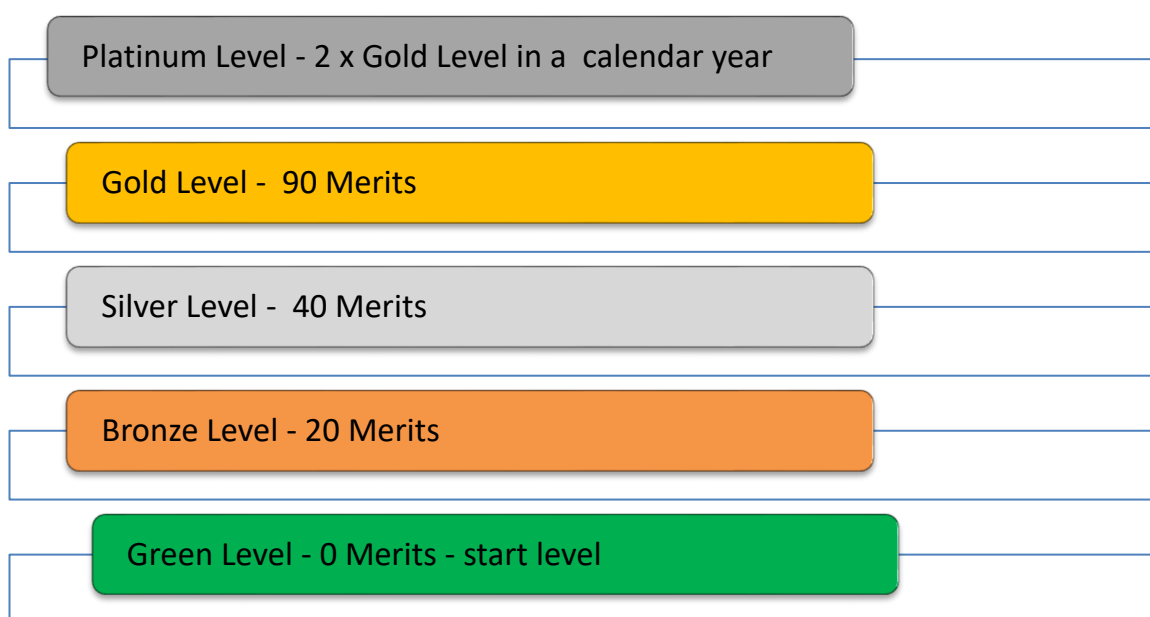 Platinum Level - 2 x Gold Level in a  calendar year
Gold Level -  90 Merits
Silver Level -  40 Merits
Bronze Level - 20 Merits
Green Level - 0 Merits - start level